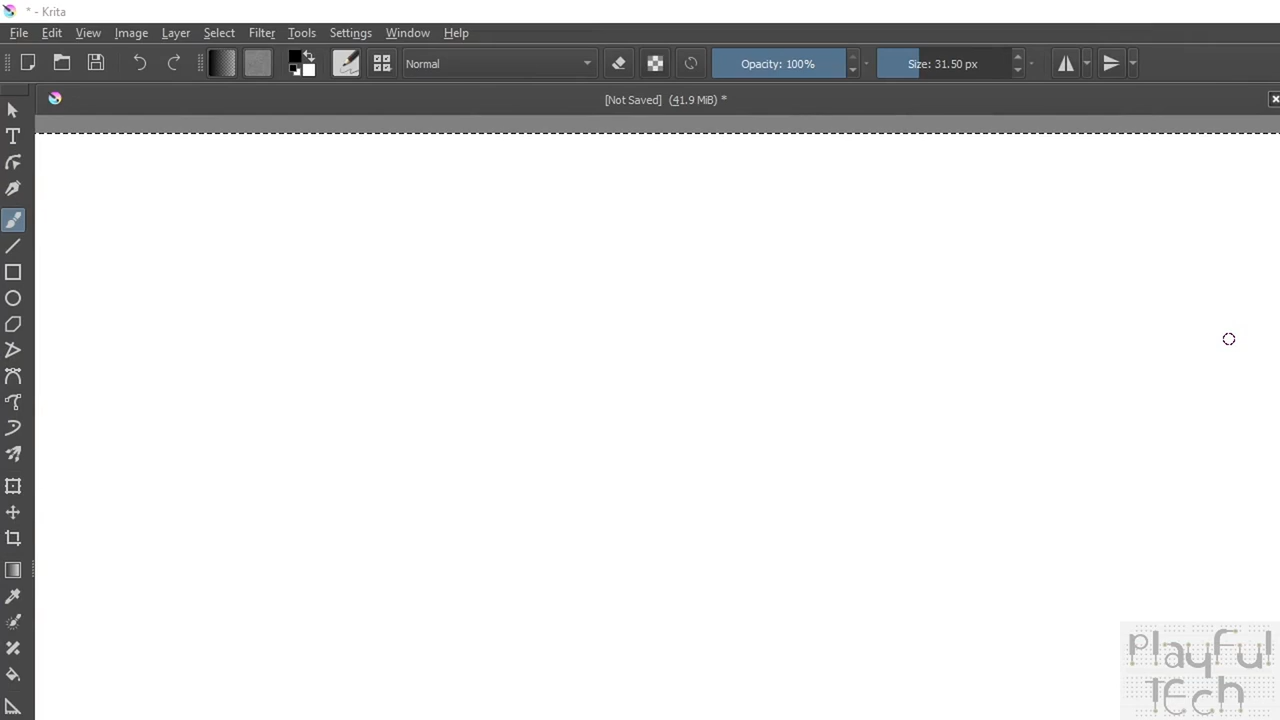 * - Krita
File Edit View Image Layer Select Filter Tools Settings Window Help
Normal Opacity: 100% Size: 31.50 px
[Not Saved] (41.9 MiB) *
playful
tech